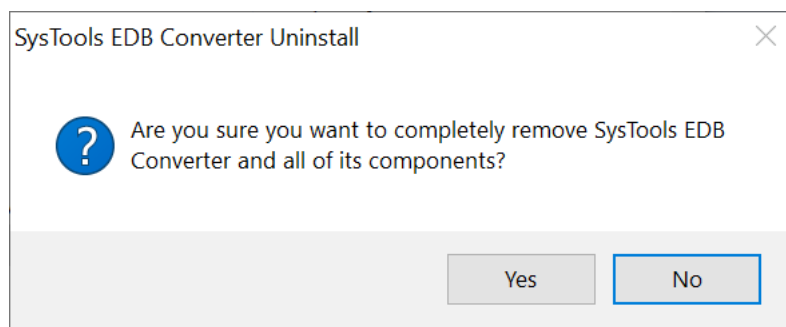 SysTools EDB Converter Uninstall
Are you sure you want to completely remove SysTools EDB
Converter and all of its components?
Yes No